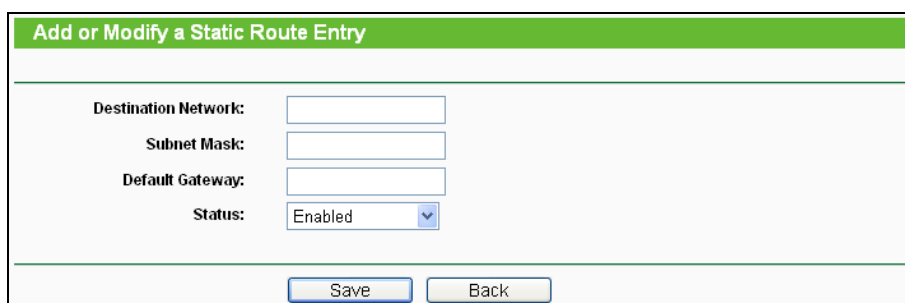 Add or Modify a Static Route Entry
Destination Network:
Subnet Mask:
Default Gateway:
Status: Enabled
Save Back